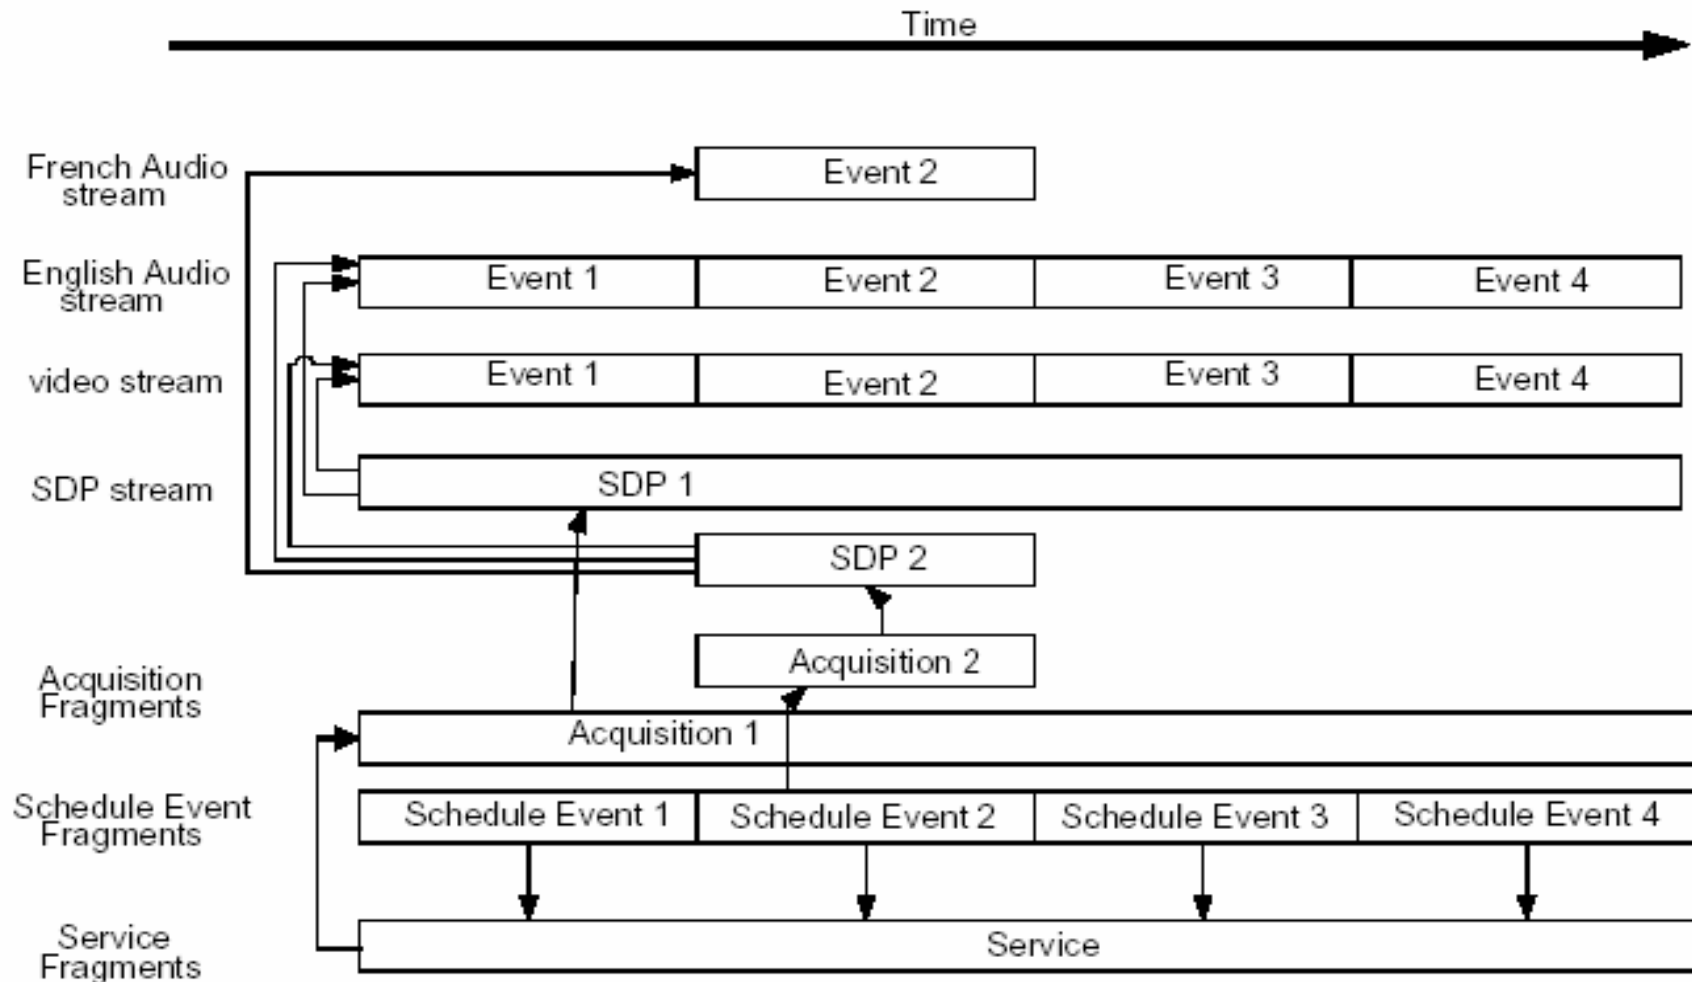 Time
French Audio
stream
Event 2
English Audio
stream
Event 1
Event 2
Event 3
Event 4
video stream
Event 1
Event 2
Event 3
Event 4
SDP stream
SDP 1
SDP 2
Acquisition 2
Acquisition
Fragments
Acquisition 1
Schedule Event
Fragments
Schedule Event 1
Schedule Event 2
Schedule Event 3
Schedule Event 4
Service
Fragments
Service